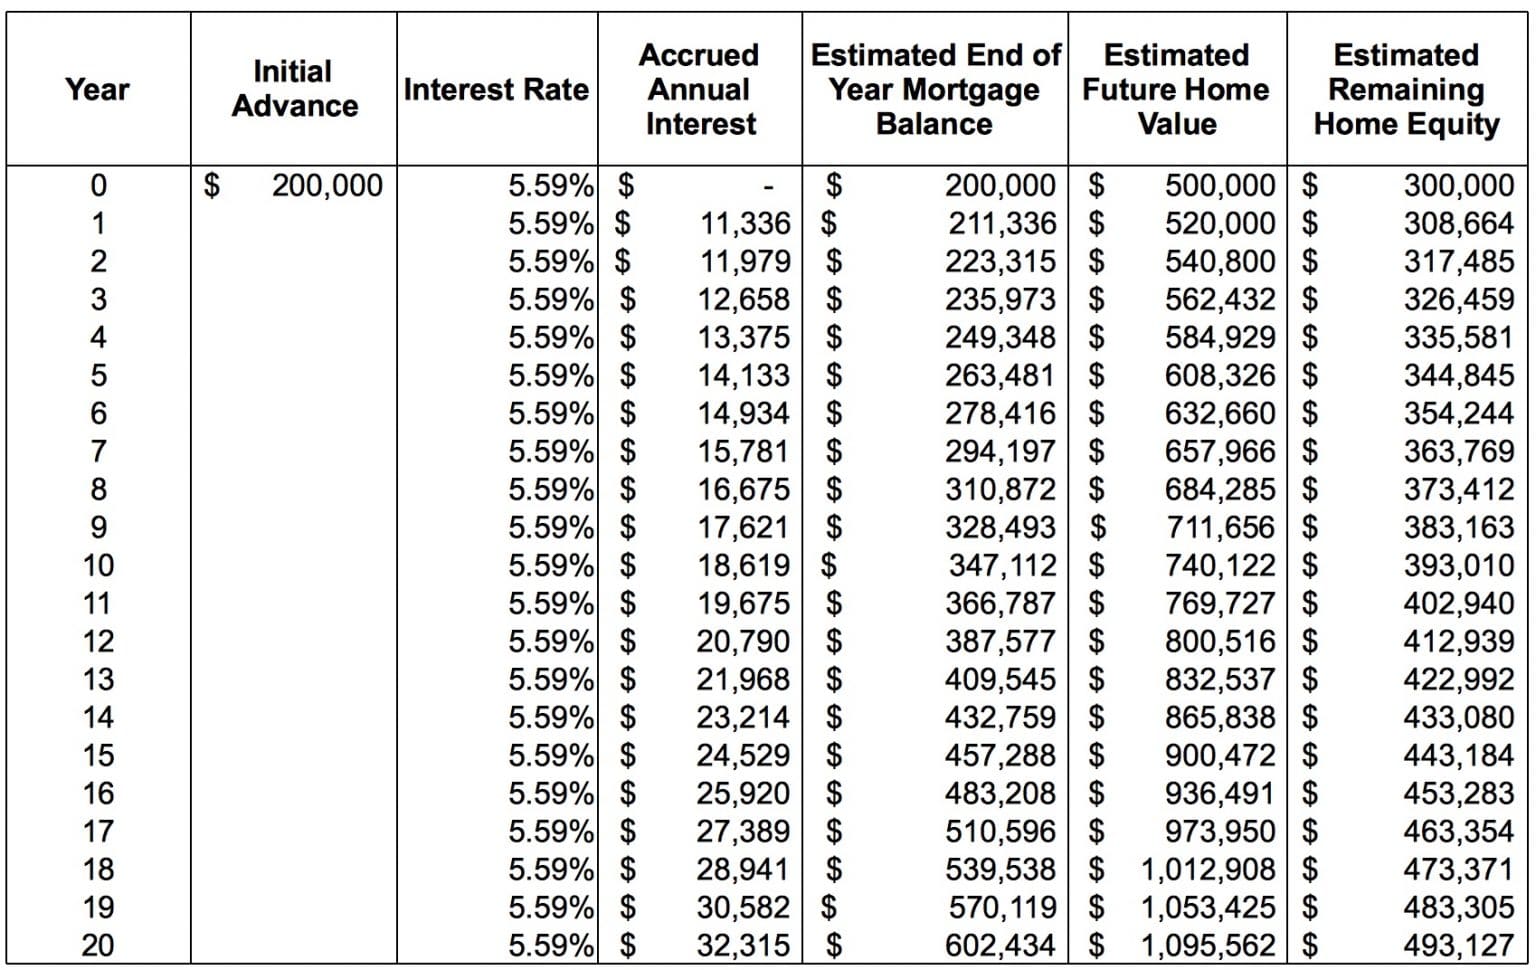 Year Initial Advance Interest Rate Accrued Annual Interest Estimated End of Year Mortgage Balance Estimated Future Home Value Estimated Remaining Home Equity
0 $ 200,000 5.59% $ - $ 200,000 $ 500,000 $ 300,000
1 5.59% $ 11,336 $ 211,336 $ 520,000 $ 308,664
2 5.59% $ 11,979 $ 223,315 $ 540,800 $ 317,485
3 5.59% $ 12,658 $ 235,973 $ 562,432 $ 326,459
4 5.59% $ 13,375 $ 249,348 $ 584,929 $ 335,581
5 5.59% $ 14,133 $ 263,481 $ 608,326 $ 344,845
6 5.59% $ 14,934 $ 278,416 $ 632,660 $ 354,244
7 5.59% $ 15,781 $ 294,197 $ 657,966 $ 363,769
8 5.59% $ 16,675 $ 310,872 $ 684,285 $ 373,412
9 5.59% $ 17,621 $ 328,493 $ 711,656 $ 383,163
10 5.59% $ 18,619 $ 347,112 $ 740,122 $ 393,010
11 5.59% $ 19,675 $ 366,787 $ 769,727 $ 402,940
12 5.59% $ 20,790 $ 387,577 $ 800,516 $ 412,939
13 5.59% $ 21,968 $ 409,545 $ 832,537 $ 422,992
14 5.59% $ 23,214 $ 432,759 $ 865,838 $ 433,080
15 5.59% $ 24,529 $ 457,288 $ 900,472 $ 443,184
16 5.59% $ 25,920 $ 483,208 $ 936,491 $ 453,283
17 5.59% $ 27,389 $ 510,596 $ 973,950 $ 463,354
18 5.59% $ 28,941 $ 539,538 $ 1,012,908 $ 473,371
19 5.59% $ 30,582 $ 570,119 $ 1,053,425 $ 483,305
20 5.59% $ 32,315 $ 602,434 $ 1,095,562 $ 493,127